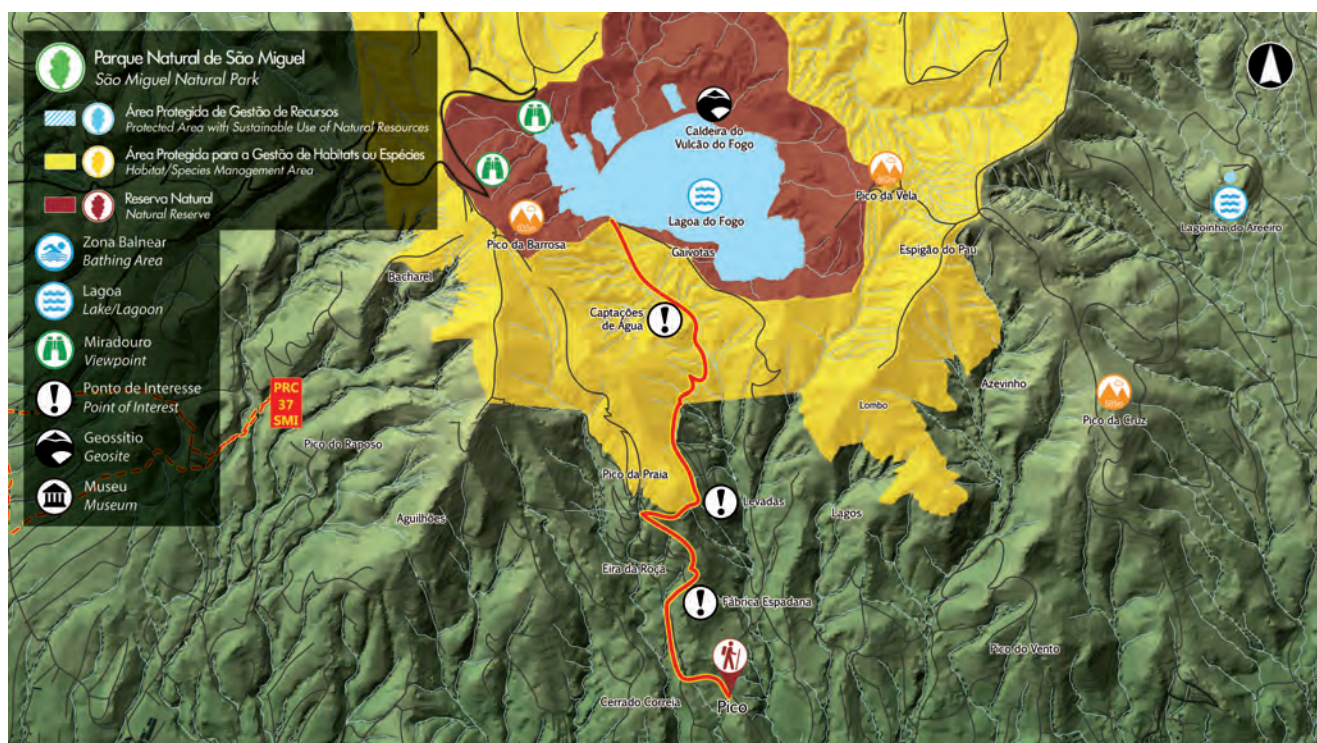 Parque Natural de São Miguel
São Miguel Natural Park
Área Protegida de Gestão de Recursos
Protected Area with Sustainable Use of Natural Resources
Área Protegida para a Gestão de Habitats ou Espécies
Habitat/Species Management Area
Reserva Natural
Natural Reserve
Zona Balnear
Bathing Area
Lagoa
Lake/Lagoon
Miradouro
Viewpoint
Ponto de Interesse
Point of Interest
Geossítio
Geosite
Museu
Museum
PRC
37
SMI
Caldeira do
Vulcão do Fogo
Pico da Vela
Lagoa do Fogo
Lagoinha do Areeiro
Pico da Barrosa
Gaivotas
Espigão do Pau
Bacharel
Captações
de Água
Azevinho
Lombo
Pico da Cruz
Pico do Raposo
Pico da Praia
Levadas
Lagos
Aguilhões
Eira da Roça
Fábrica Espadana
Pico do Vento
Cerrado Correia
Pico